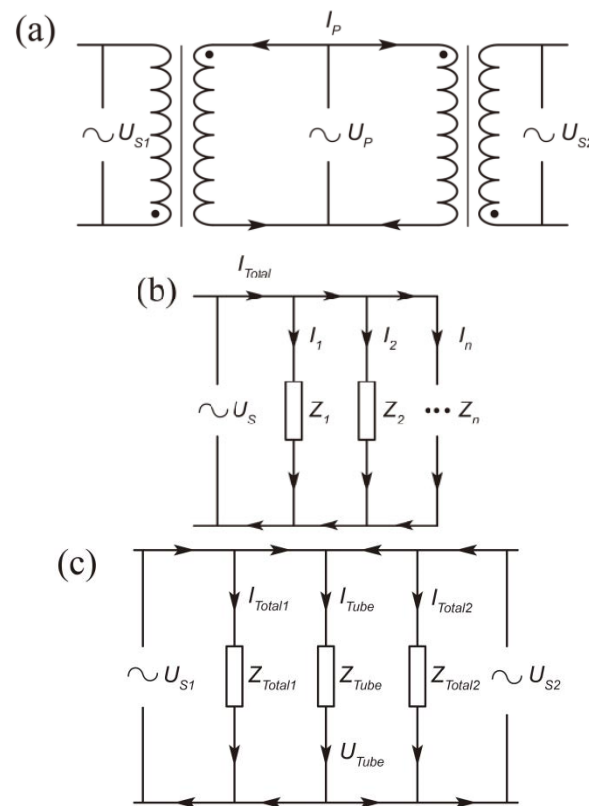 (a)
I_P
U_S1
U_P
U_S2
(b)
I_Total
I_1 I_2 I_n
U_S Z_1 Z_2 ••• Z_n
(c)
I_Total1 I_Tube I_Total2
U_S1 Z_Total1 Z_Tube Z_Total2 U_S2
U_Tube